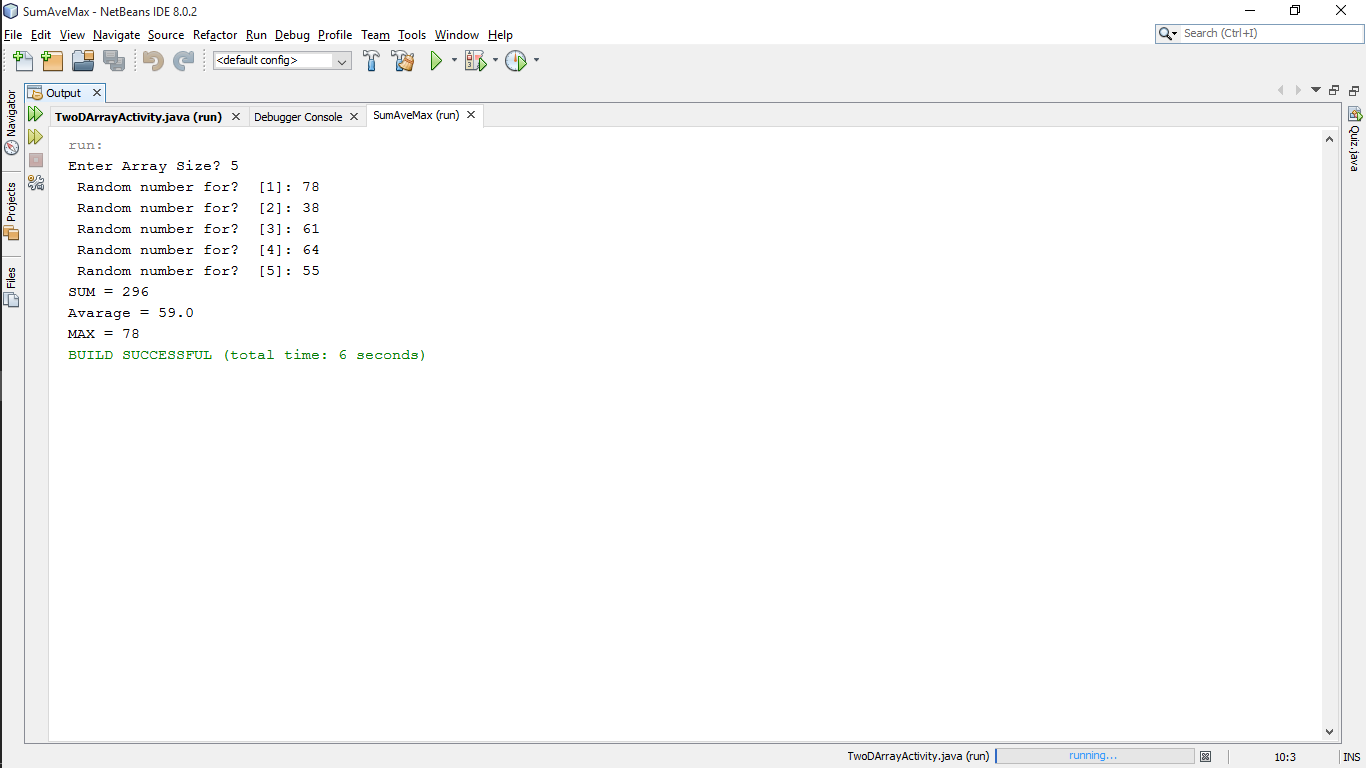 SumAveMax - NetBeans IDE 8.0.2
File Edit View Navigate Source Refactor Run Debug Profile Team Tools Window Help
Search (Ctrl+I)
<default config>
Output
Navigator
Projects
Files
TwoDArrayActivity.java (run) Debugger Console SumAveMax (run)
run:
Enter Array Size? 5
Random number for? [1]: 78
Random number for? [2]: 38
Random number for? [3]: 61
Random number for? [4]: 64
Random number for? [5]: 55
SUM = 296
Avarage = 59.0
MAX = 78
BUILD SUCCESSFUL (total time: 6 seconds)
Quiz.java
TwoDArrayActivity.java (run) running... 10:3 INS